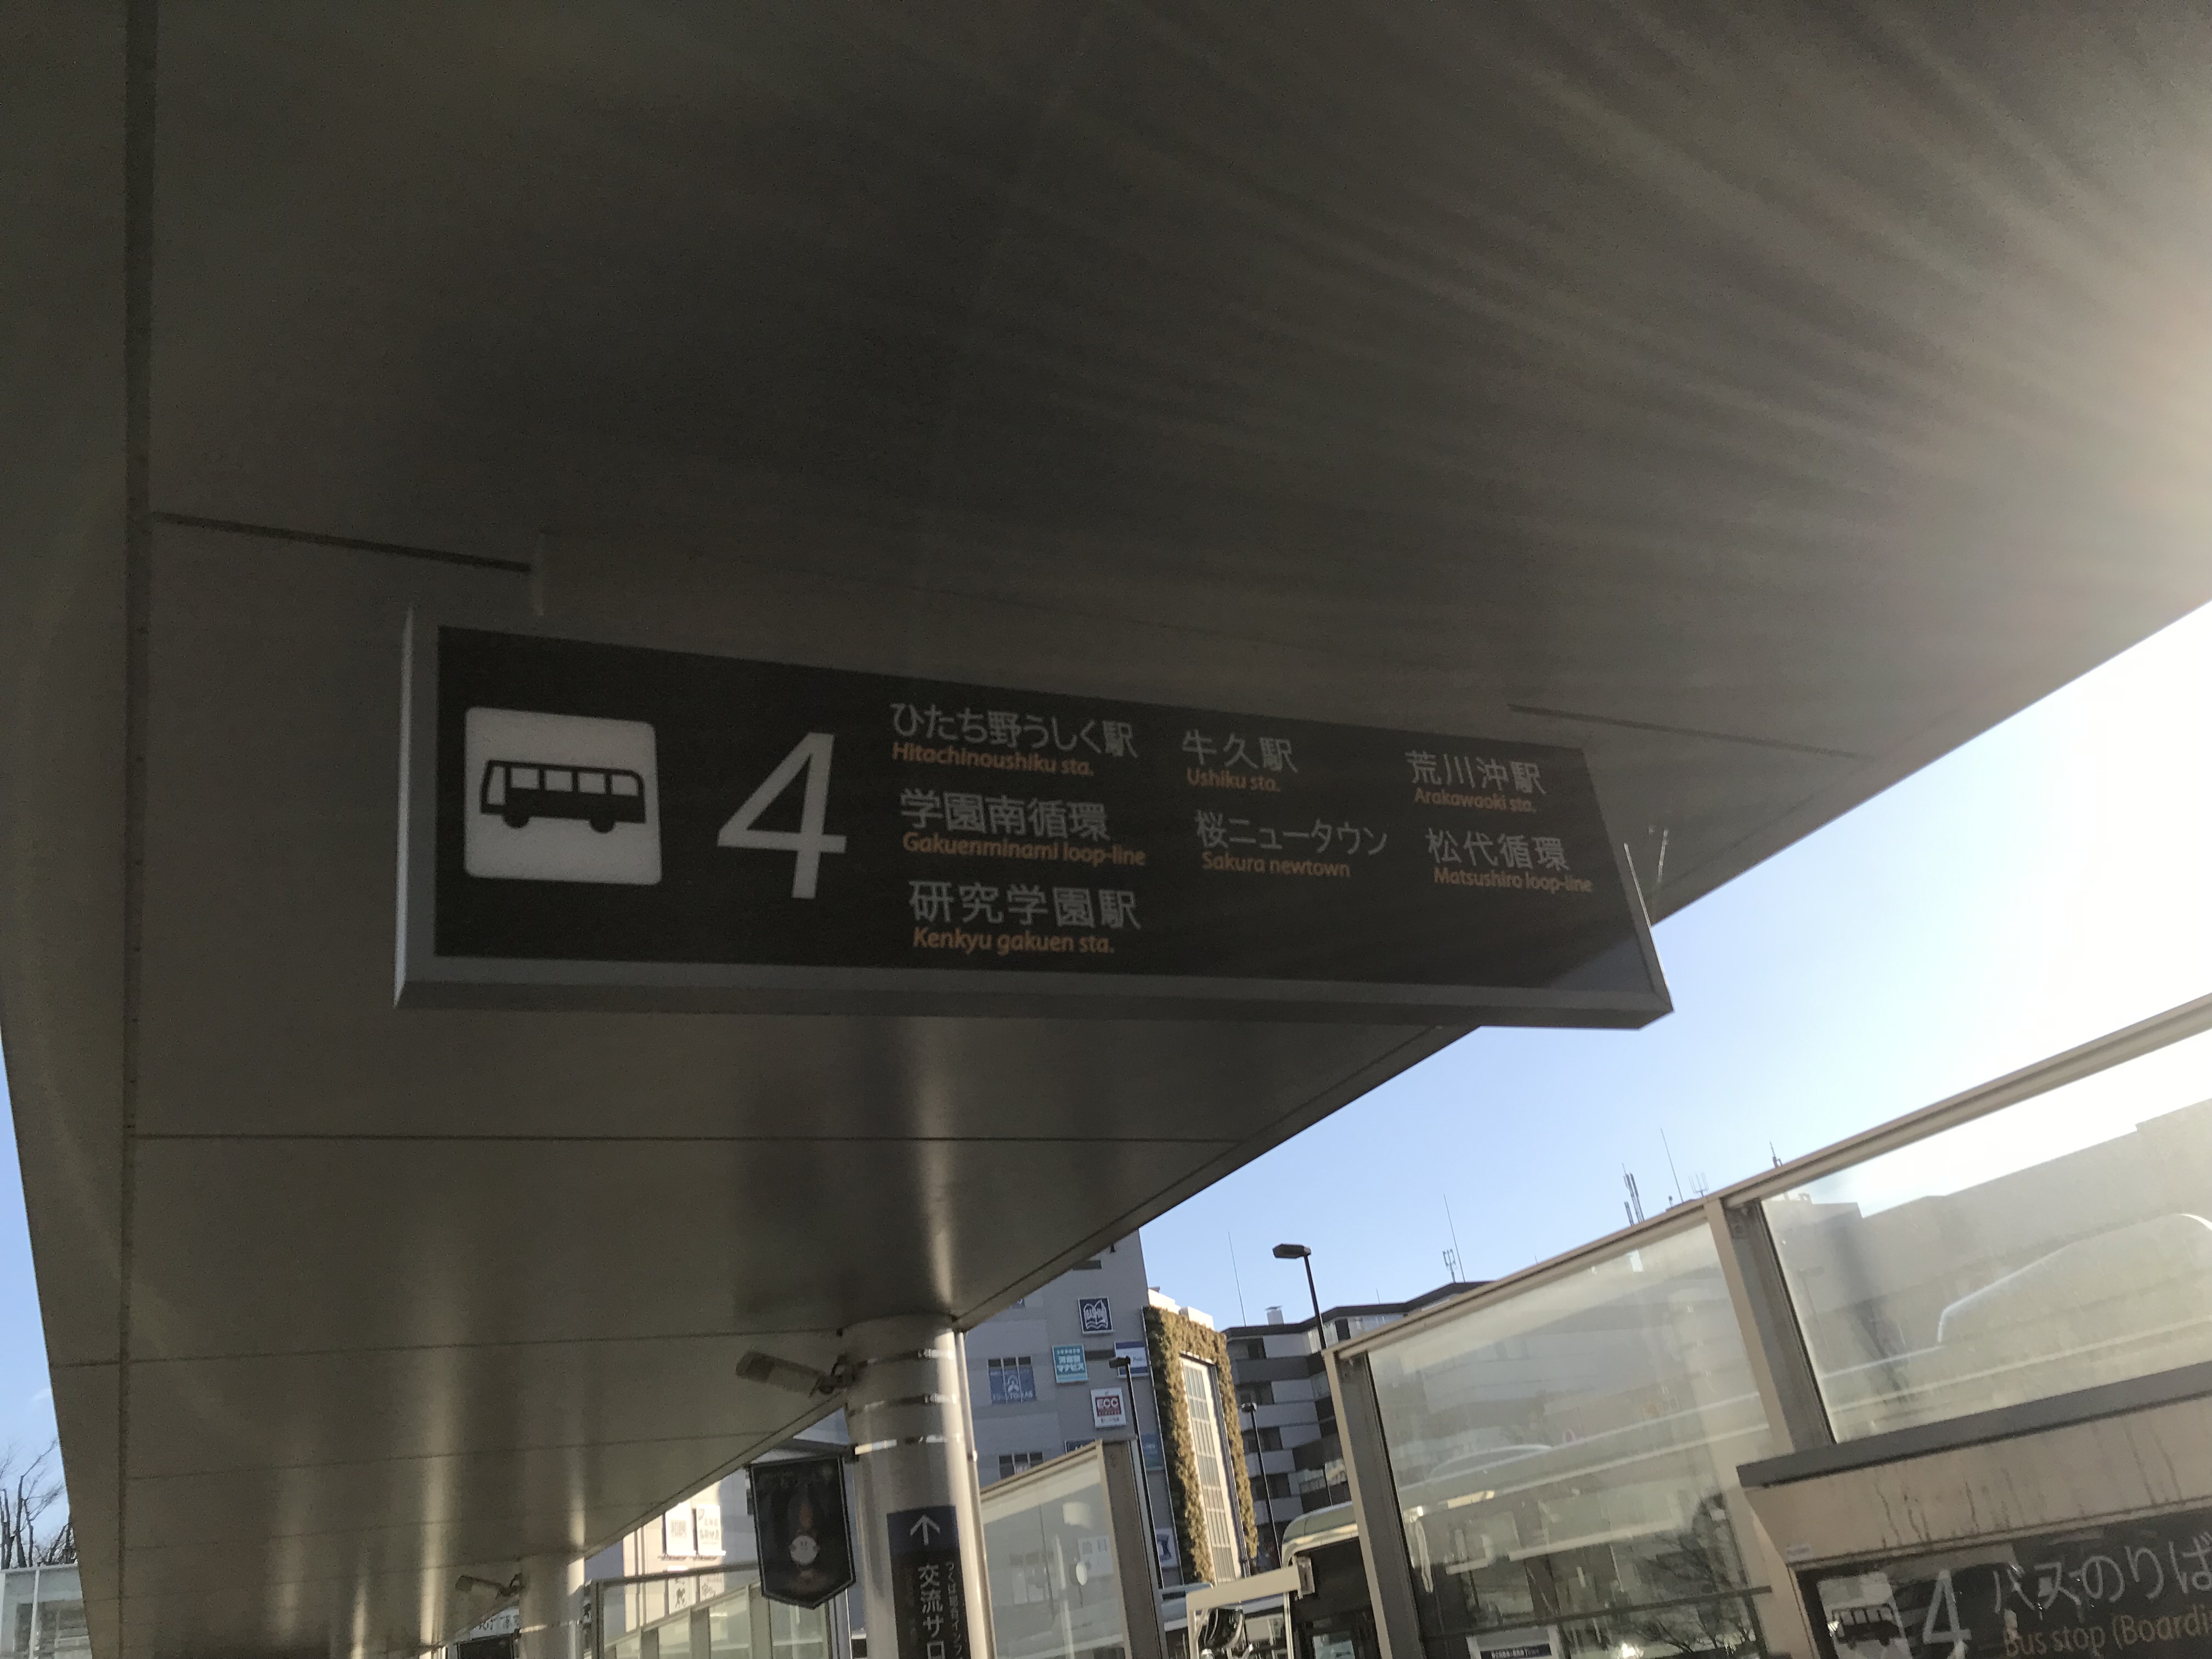 4
ひたち野うしく駅
Hitachinoushiku sta.
牛久駅
Ushiku sta.
荒川沖駅
Arakawaoki sta.
学園南循環
Gakuenminami loop-line
桜ニュータウン
Sakura newtown
松代循環
Matsushiro loop-line
研究学園駅
Kenkyu gakuen sta.
ECC
↑
交流サロ
4 バスのりば
Bus stop (Boardi